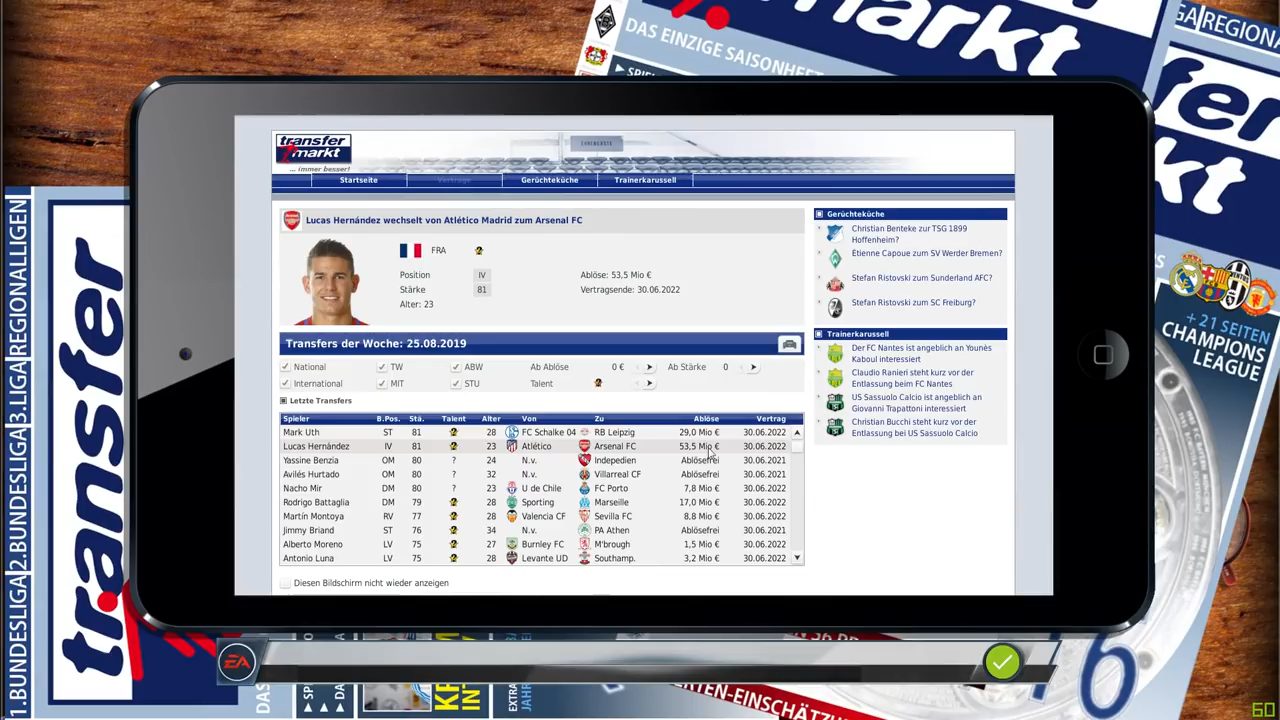 DAS EINZIGE SAISONHEFT
markt
transfer
markt
... immer besser!
Startseite
Verträge
Gerüchteküche
Trainerkarussell
Lucas Hernández wechselt von Atlético Madrid zum Arsenal FC
FRA
Position IV
Stärke 81
Alter: 23
Ablöse: 53,5 Mio €
Vertragsende: 30.06.2022
Transfers der Woche: 25.08.2019
National TW ABW Ab Ablöse 0 € Ab Stärke 0
International MIT STU Talent
Letzte Transfers
Spieler B.Pos. Stä. Talent Alter Von Zu Ablöse Vertrag
Mark Uth ST 81 28 FC Schalke 04 RB Leipzig 29,0 Mio € 30.06.2022
Lucas Hernández IV 81 23 Atlético Arsenal FC 53,5 Mio € 30.06.2022
Yassine Benzia OM 80 ? 24 N.v. Indepedien Ablösefrei 30.06.2021
Avilés Hurtado OM 80 ? 32 N.v. Villarreal CF Ablösefrei 30.06.2021
Nacho Mir DM 80 ? 23 U de Chile FC Porto 7,8 Mio € 30.06.2022
Rodrigo Battaglia DM 79 28 Sporting Marseille 17,0 Mio € 30.06.2022
Martín Montoya RV 77 28 Valencia CF Sevilla FC 8,8 Mio € 30.06.2022
Jimmy Briand ST 76 34 N.v. PA Athen Ablösefrei 30.06.2021
Alberto Moreno LV 75 27 Burnley FC M'brough 1,5 Mio € 30.06.2022
Antonio Luna LV 75 28 Levante UD Southamp. 3,2 Mio € 30.06.2022
Diesen Bildschirm nicht wieder anzeigen
Gerüchteküche
Christian Benteke zur TSG 1899
Hoffenheim?
Étienne Capoue zum SV Werder Bremen?
Stefan Ristovski zum Sunderland AFC?
Stefan Ristovski zum SC Freiburg?
Trainerkarussell
Der FC Nantes ist angeblich an Younès
Kaboul interessiert
Claudio Ranieri steht kurz vor der
Entlassung beim FC Nantes
US Sassuolo Calcio ist angeblich an
Giovanni Trapattoni interessiert
Christian Bucchi steht kurz vor der
Entlassung bei US Sassuolo Calcio
1.BUNDESLIGA 2.BUNDESLIGA 3.LIGA REGIONALLIGEN
transfer
+ 21 SEITEN
CHAMPIONS
LEAGUE
EA
ERTEN-EINSCHÄTZUN
60